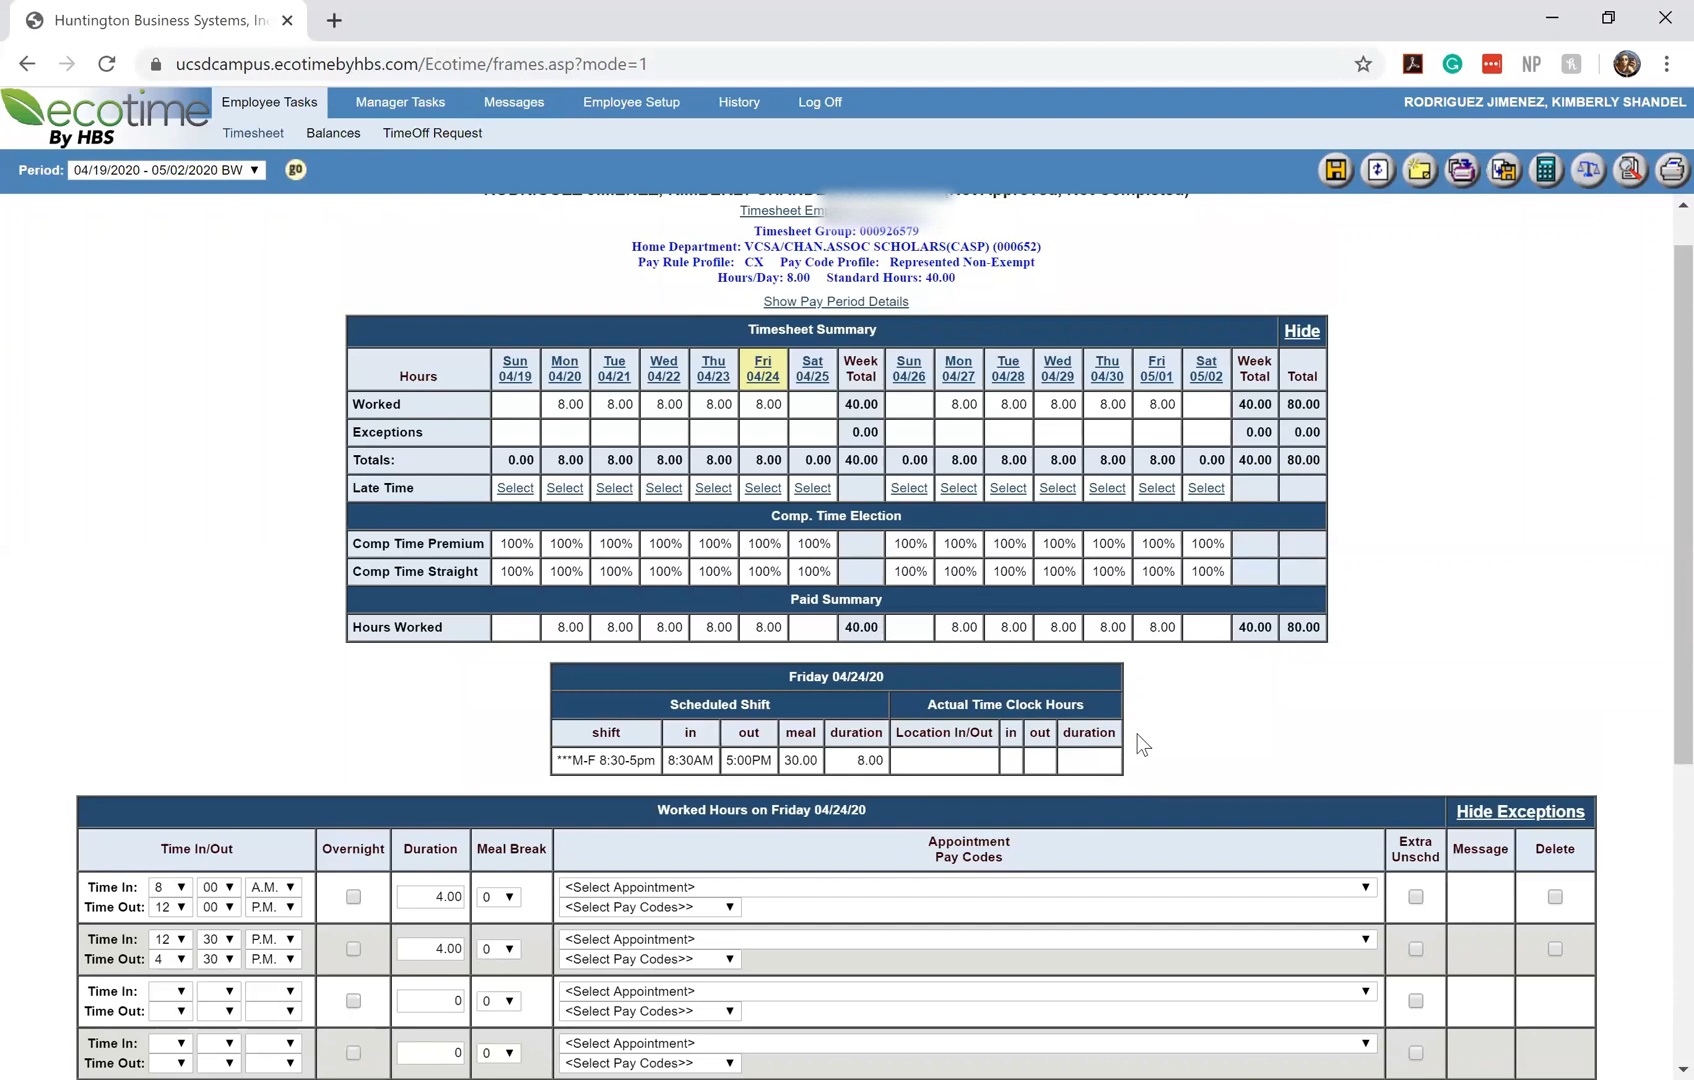 Huntington Business Systems, In
ucsdcampus.ecotimebyhbs.com/Ecotime/frames.asp?mode=1
NP
ecotime
By HBS
Employee Tasks Manager Tasks Messages Employee Setup History Log Off RODRIGUEZ JIMENEZ, KIMBERLY SHANDEL
Timesheet Balances TimeOff Request
Period: 04/19/2020 - 05/02/2020 BW go
Timesheet Em
Timesheet Group: 000926579
Home Department: VCSA/CHAN.ASSOC SCHOLARS(CASP) (000652)
Pay Rule Profile: CX Pay Code Profile: Represented Non-Exempt
Hours/Day: 8.00 Standard Hours: 40.00
Show Pay Period Details
Timesheet Summary Hide
Hours Sun 04/19 Mon 04/20 Tue 04/21 Wed 04/22 Thu 04/23 Fri 04/24 Sat 04/25 Week Total Sun 04/26 Mon 04/27 Tue 04/28 Wed 04/29 Thu 04/30 Fri 05/01 Sat 05/02 Week Total Total
Worked 8.00 8.00 8.00 8.00 8.00 40.00 8.00 8.00 8.00 8.00 8.00 40.00 80.00
Exceptions 0.00 0.00 0.00
Totals: 0.00 8.00 8.00 8.00 8.00 8.00 0.00 40.00 0.00 8.00 8.00 8.00 8.00 8.00 0.00 40.00 80.00
Late Time Select Select Select Select Select Select Select Select Select Select Select Select Select Select
Comp. Time Election
Comp Time Premium 100% 100% 100% 100% 100% 100% 100% 100% 100% 100% 100% 100% 100% 100%
Comp Time Straight 100% 100% 100% 100% 100% 100% 100% 100% 100% 100% 100% 100% 100% 100%
Paid Summary
Hours Worked 8.00 8.00 8.00 8.00 8.00 40.00 8.00 8.00 8.00 8.00 8.00 40.00 80.00
Friday 04/24/20
Scheduled Shift Actual Time Clock Hours
shift in out meal duration Location In/Out in out duration
***M-F 8:30-5pm 8:30AM 5:00PM 30.00 8.00
Worked Hours on Friday 04/24/20 Hide Exceptions
Time In/Out Overnight Duration Meal Break Appointment Pay Codes Extra Unschd Message Delete
Time In: 8 00 A.M. 4.00 0 <Select Appointment>
Time Out: 12 00 P.M. <Select Pay Codes>>
Time In: 12 30 P.M. 4.00 0 <Select Appointment>
Time Out: 4 30 P.M. <Select Pay Codes>>
Time In: 0 0 <Select Appointment>
Time Out: <Select Pay Codes>>
Time In: 0 0 <Select Appointment>
Time Out: <Select Pay Codes>>